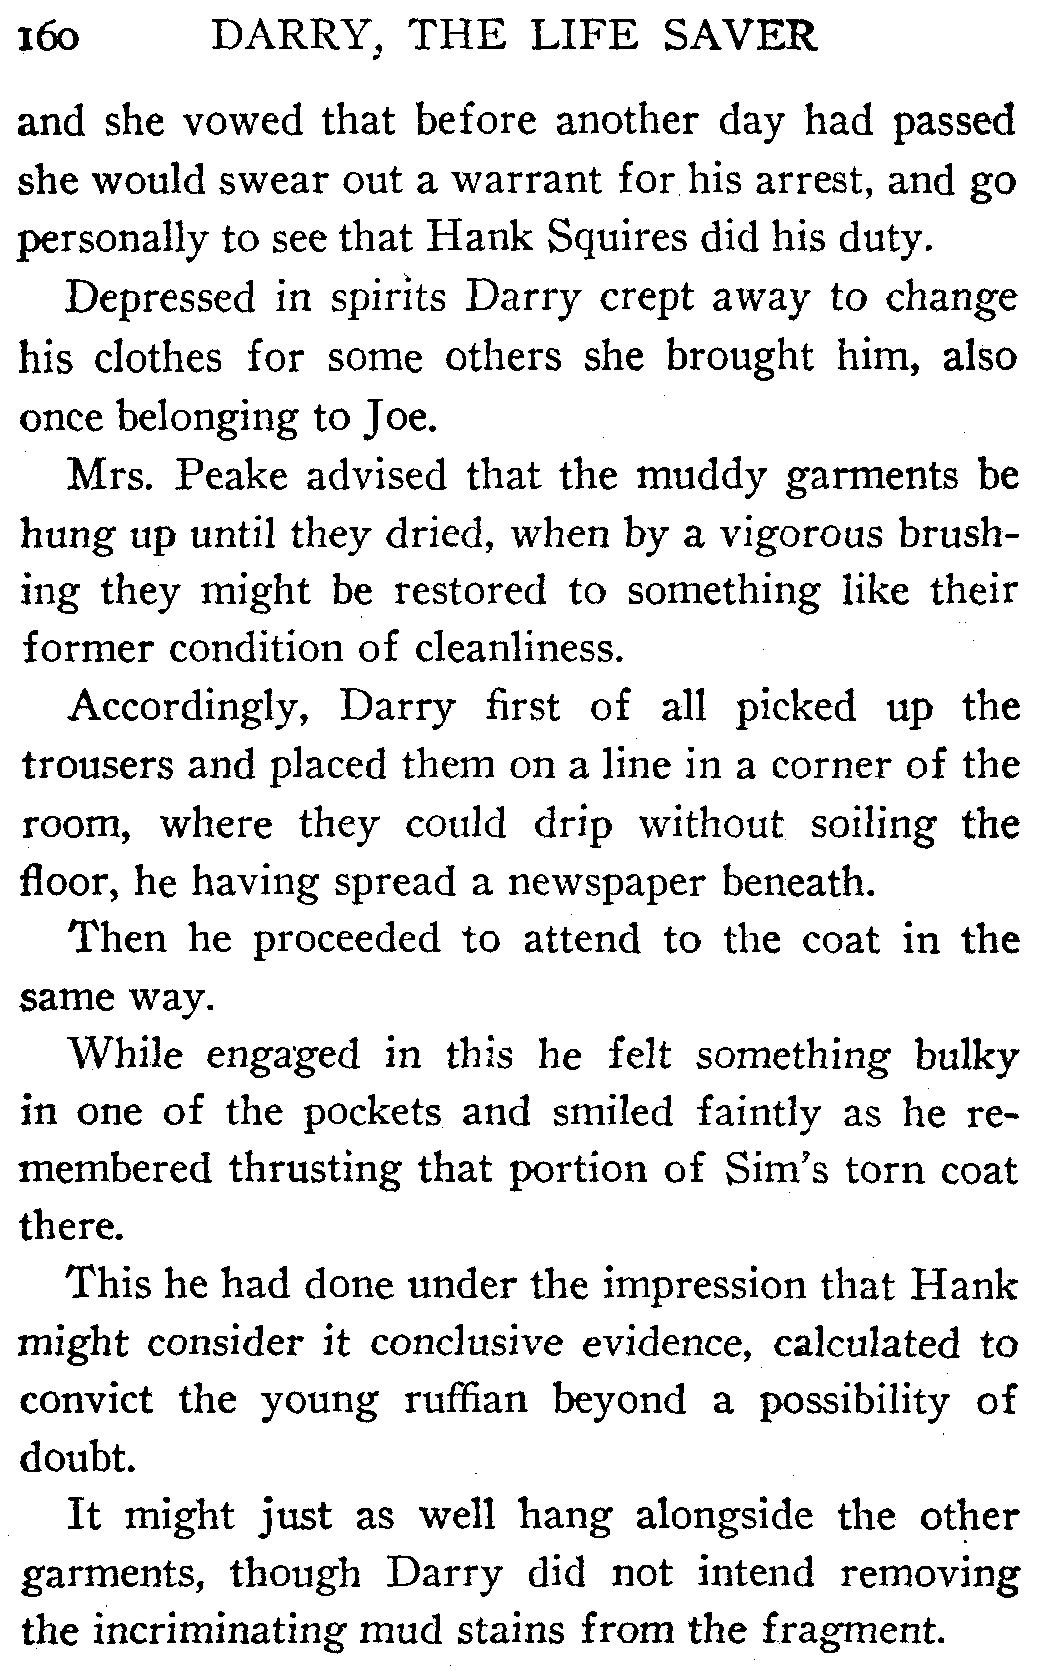 160 DARRY, THE LIFE SAVER
and she vowed that before another day had passed
she would swear out a warrant for his arrest, and go
personally to see that Hank Squires did his duty.
Depressed in spirits Darry crept away to change
his clothes for some others she brought him, also
once belonging to Joe.
Mrs. Peake advised that the muddy garments be
hung up until they dried, when by a vigorous brush-
ing they might be restored to something like their
former condition of cleanliness.
Accordingly, Darry first of all picked up the
trousers and placed them on a line in a corner of the
room, where they could drip without soiling the
floor, he having spread a newspaper beneath.
Then he proceeded to attend to the coat in the
same way.
While engaged in this he felt something bulky
in one of the pockets and smiled faintly as he re-
membered thrusting that portion of Sim's torn coat
there.
This he had done under the impression that Hank
might consider it conclusive evidence, calculated to
convict the young ruffian beyond a possibility of
doubt.
It might just as well hang alongside the other
garments, though Darry did not intend removing
the incriminating mud stains from the fragment.